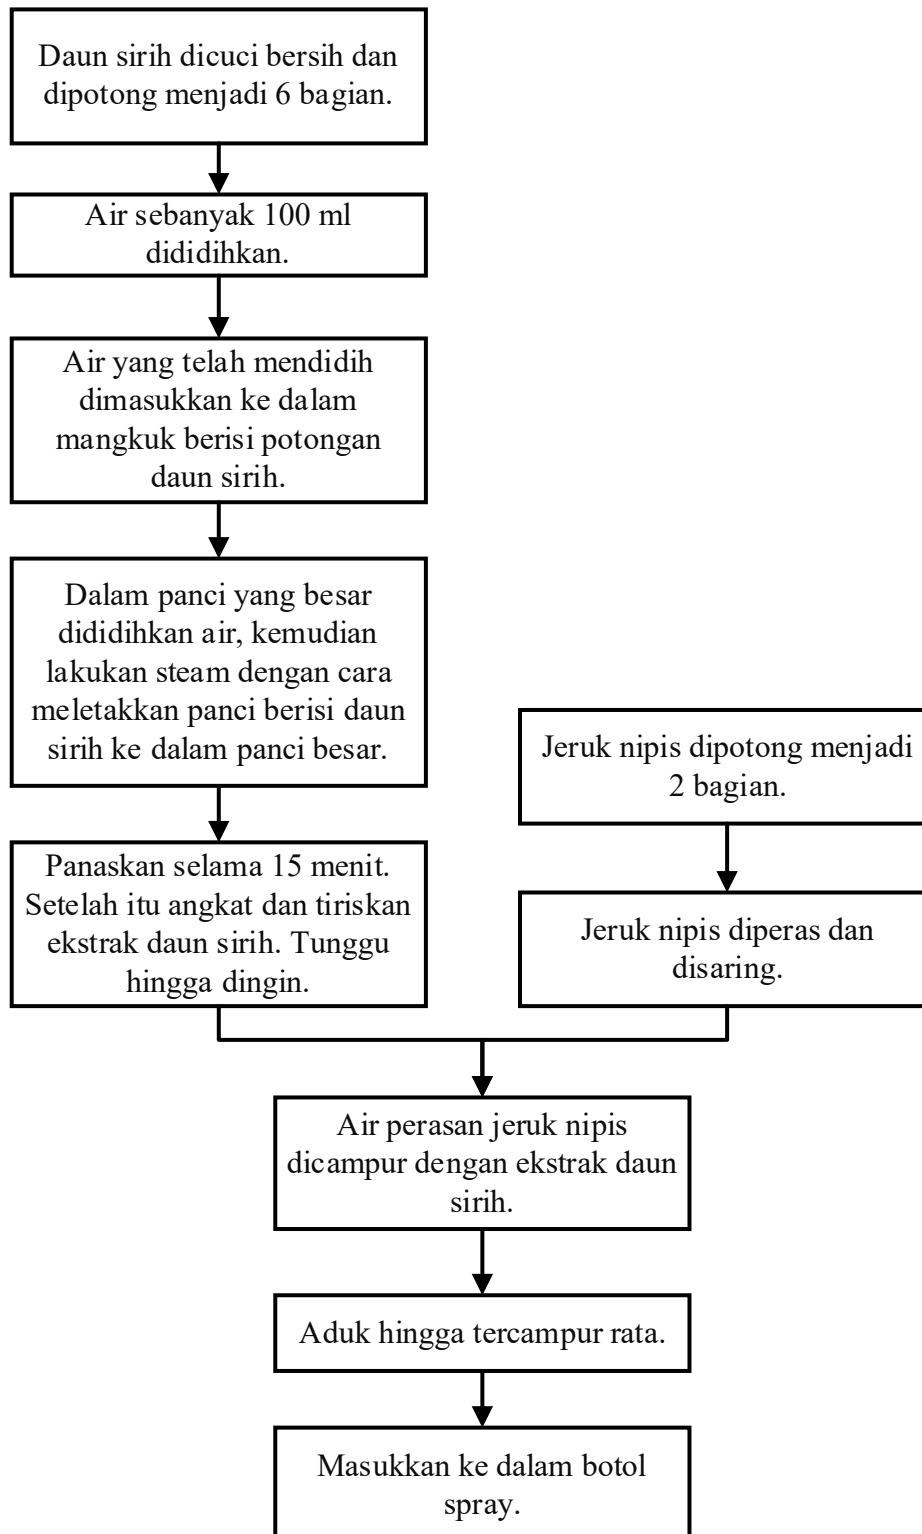 Daun sirih dicuci bersih dan
dipotong menjadi 6 bagian.
Air sebanyak 100 ml
dididihkan.
Air yang telah mendidih
dimasukkan ke dalam
mangkuk berisi potongan
daun sirih.
Dalam panci yang besar
dididihkan air, kemudian
lakukan steam dengan cara
meletakkan panci berisi daun
sirih ke dalam panci besar.
Panaskan selama 15 menit.
Setelah itu angkat dan tiriskan
ekstrak daun sirih. Tunggu
hingga dingin.
Jeruk nipis dipotong menjadi
2 bagian.
Jeruk nipis diperas dan
disaring.
Air perasan jeruk nipis
dicampur dengan ekstrak daun
sirih.
Aduk hingga tercampur rata.
Masukkan ke dalam botol
spray.